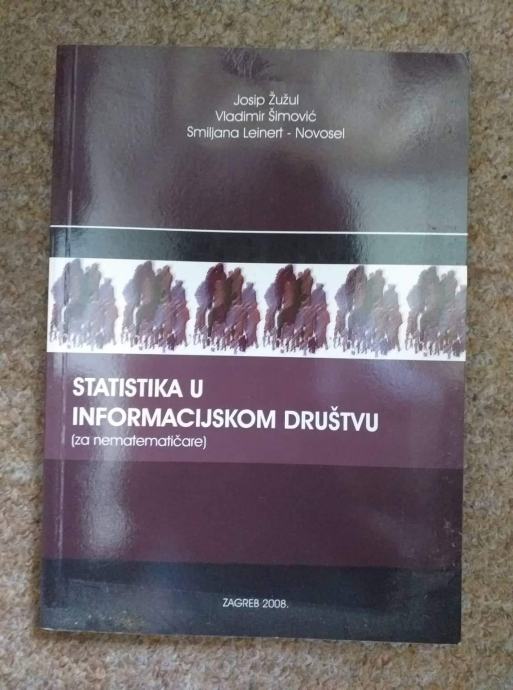 Josip Žužul
Vladimir Šimović
Smiljana Leinert - Novosel
STATISTIKA U
INFORMACIJSKOM DRUŠTVU
(za nematematičare)
ZAGREB 2008.